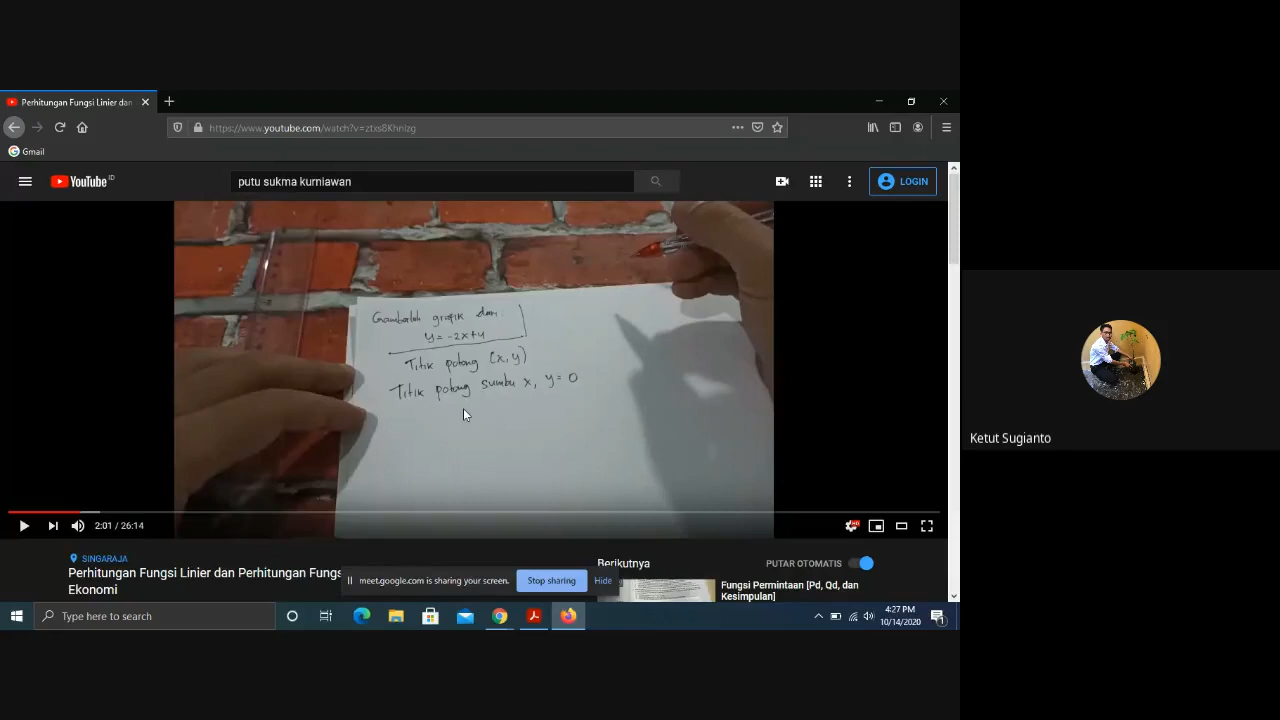 Perhitungan Fungsi Linier dan
https://www.youtube.com/watch?v=ztxs8Khnizg
Gmail
YouTube ID
putu sukma kurniawan
LOGIN
Gambarlah grafik dari
y = -2x+4
Titik potong (x,y)
Titik potong sumbu x, y = 0
2:01 / 26:14
HD
SINGARAJA
Perhitungan Fungsi Linier dan Perhitungan Fungs
Ekonomi
Berikutnya
PUTAR OTOMATIS
Fungsi Permintaan [Pd, Qd, dan
Kesimpulan]
meet.google.com is sharing your screen.
Stop sharing
Hide
Type here to search
4:27 PM
10/14/2020
1
Ketut Sugianto